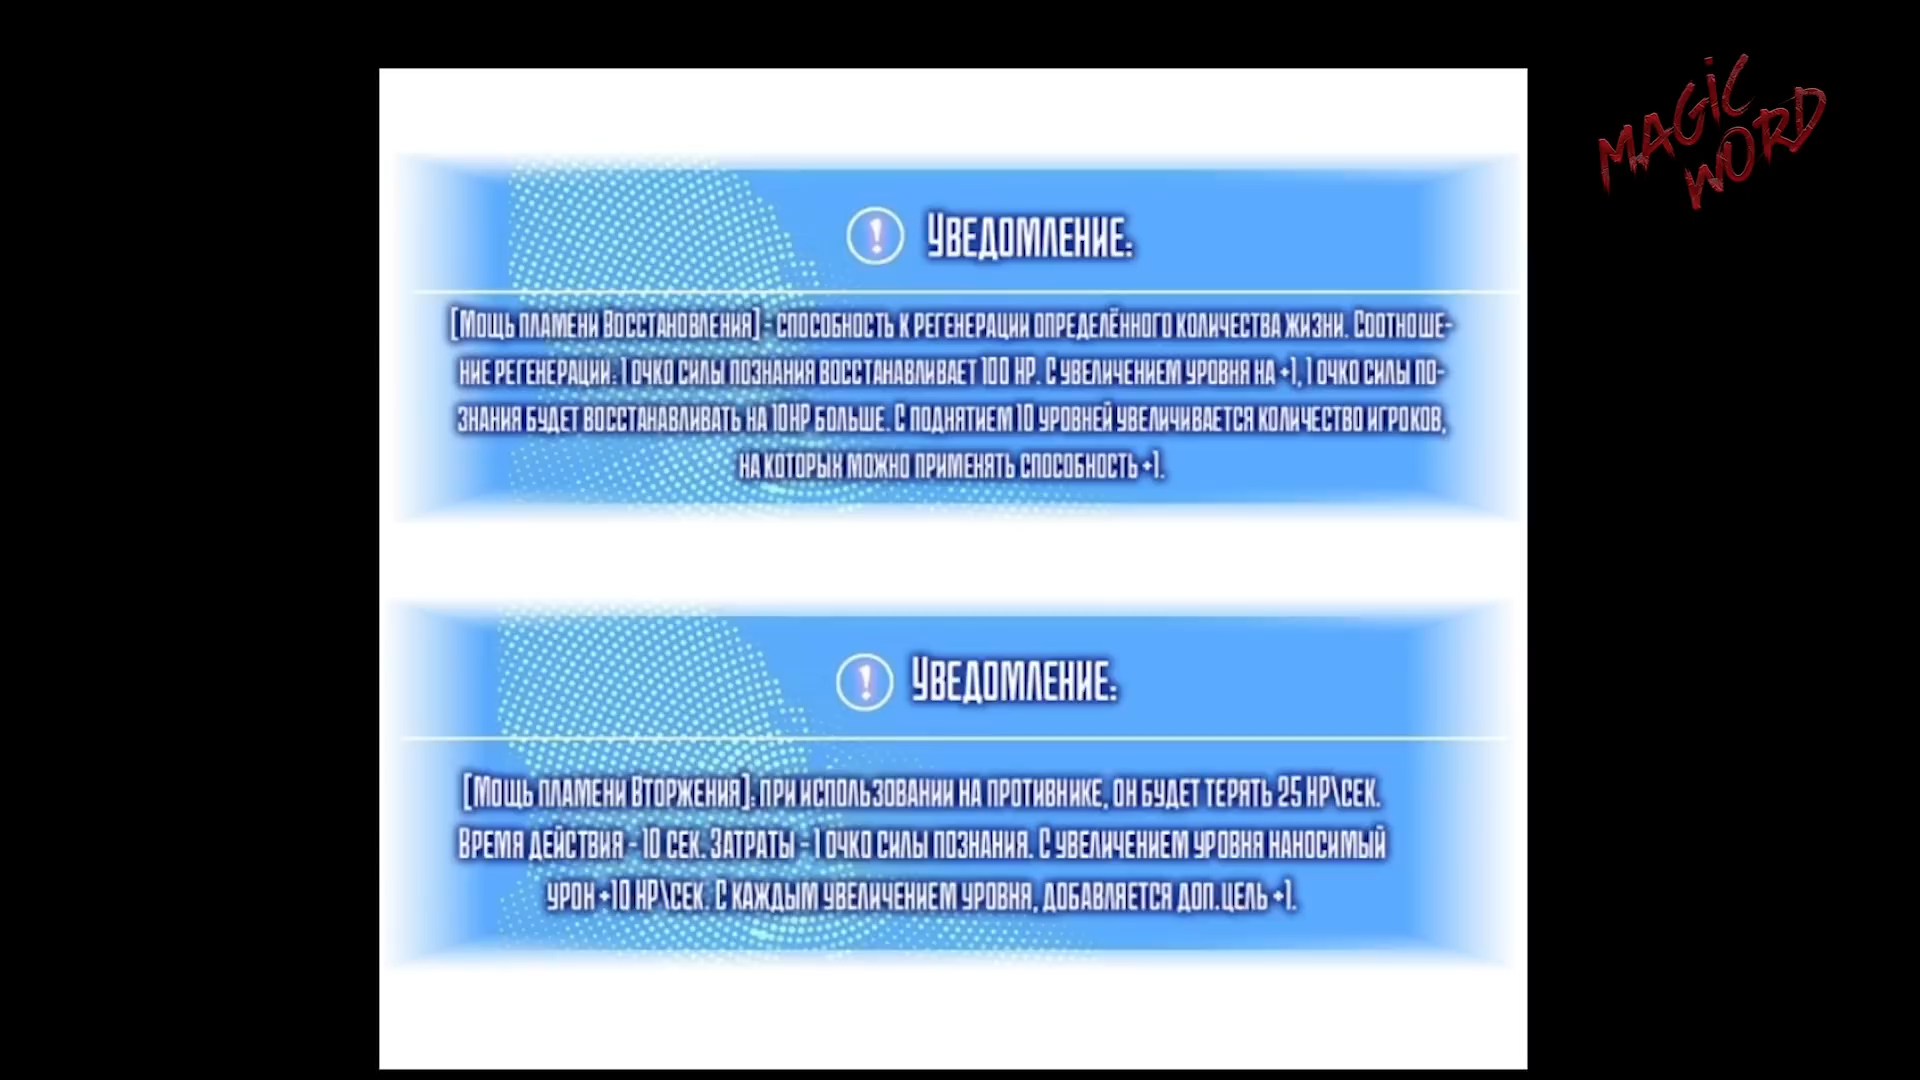 MAGIC
WORD
Уведомление:
[Мощь пламени Восстановления] - способность к регенерации определённого количества жизни. Соотноше-
ние регенерации: 1 очко силы познания восстанавливает 100 HP. С увеличением уровня на +1, 1 очко силы по-
знания будет восстанавливать на 10HP больше. С поднятием 10 уровней увеличивается количество игроков,
на которых можно применять способность +1.
Уведомление:
[Мощь пламени Вторжения]: при использовании на противнике, он будет терять 25 HP\сек.
Время действия - 10 сек. Затраты - 1 очко силы познания. С увеличением уровня наносимый
урон +10 HP\сек. С каждым увеличением уровня, добавляется доп.цель +1.